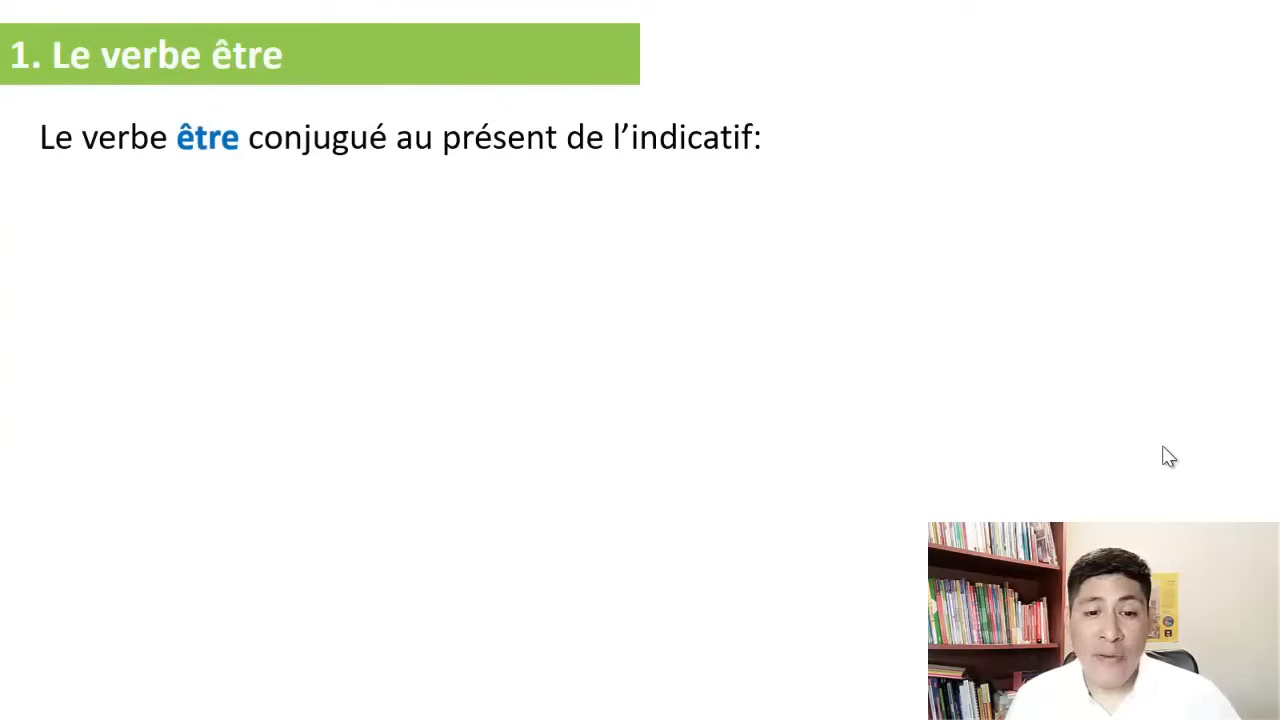 1. Le verbe être
Le verbe être conjugué au présent de l’indicatif: